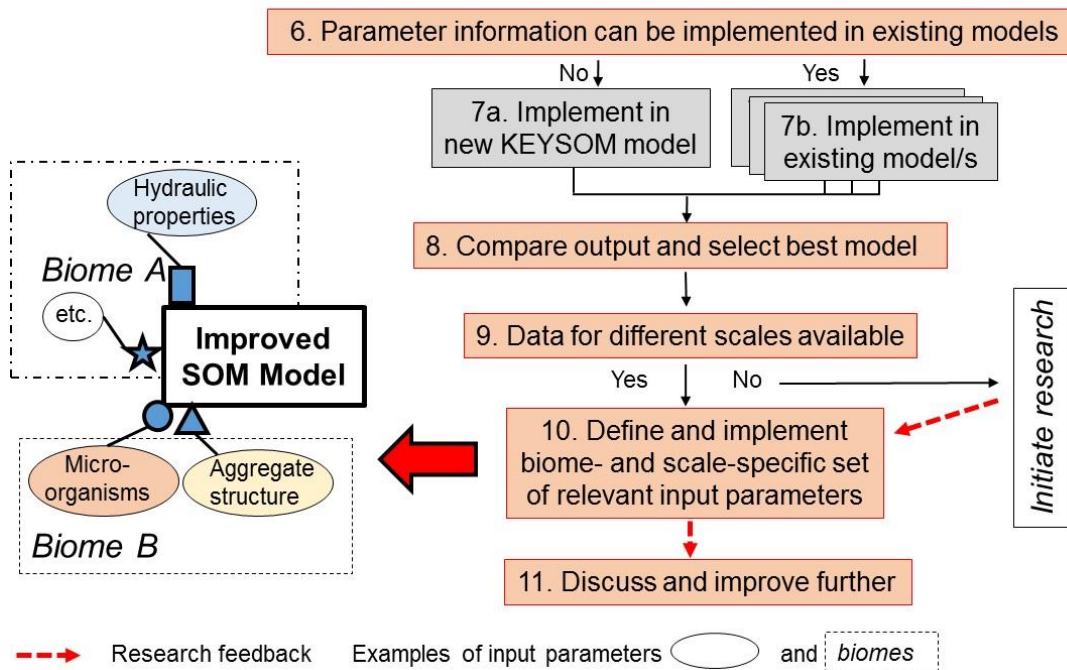 6. Parameter information can be implemented in existing models
No
Yes
7a. Implement in
new KEYSOM model
7b. Implement in
existing model/s
Hydraulic
properties
Biome A
etc.
Improved
SOM Model
Micro-
organisms
Aggregate
structure
Biome B
8. Compare output and select best model
9. Data for different scales available
Yes
No
Initiate research
10. Define and implement
biome- and scale-specific set
of relevant input parameters
11. Discuss and improve further
Research feedback
Examples of input parameters
and
biomes